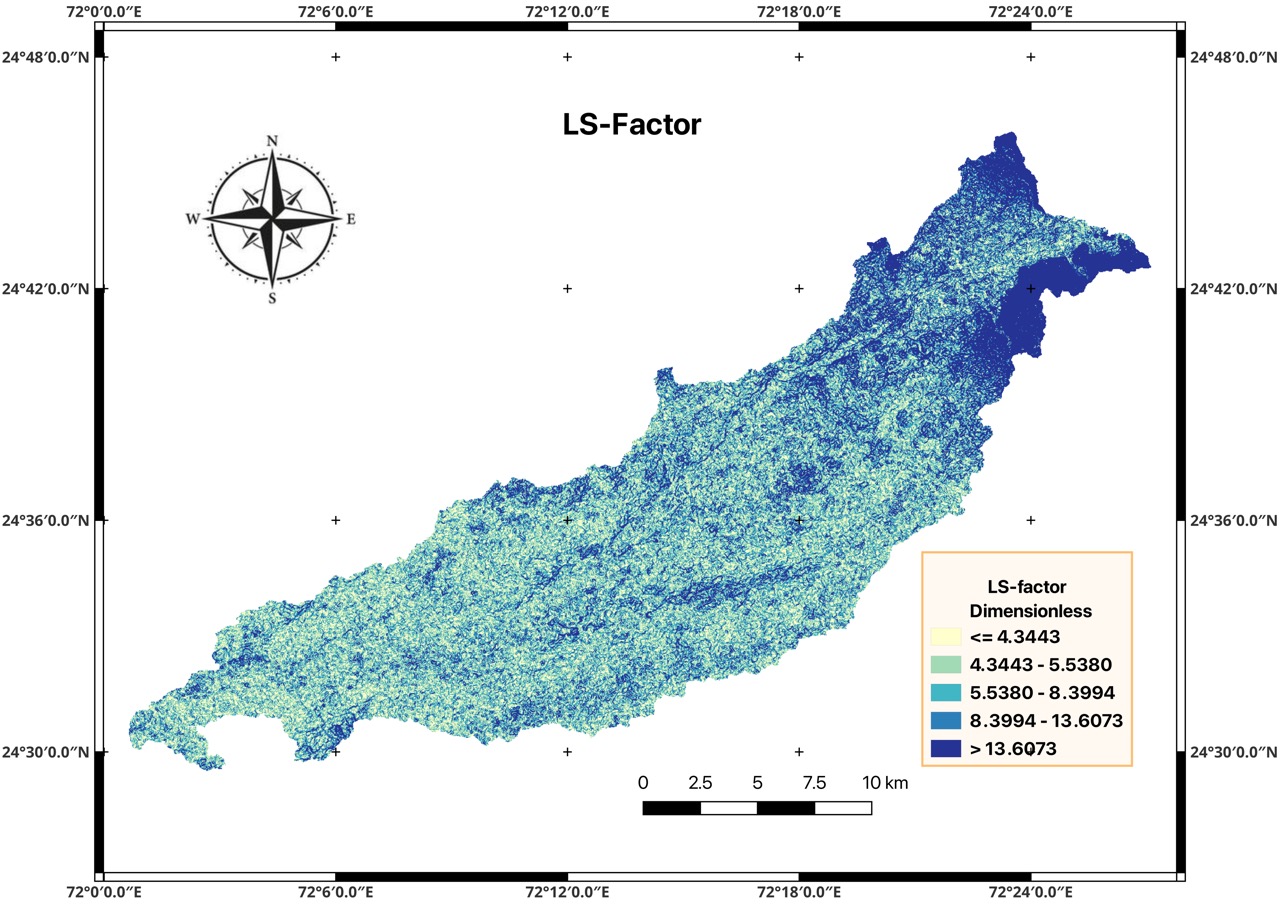 72°0′0.0″E 72°6′0.0″E 72°12′0.0″E 72°18′0.0″E 72°24′0.0″E
24°48′0.0″N 24°48′0.0″N
LS-Factor
N
W E
S
24°42′0.0″N 24°42′0.0″N
24°36′0.0″N 24°36′0.0″N
LS-factor
Dimensionless
<= 4.3443
4.3443 - 5.5380
5.5380 - 8.3994
8.3994 - 13.6073
> 13.6073
24°30′0.0″N 24°30′0.0″N
0 2.5 5 7.5 10 km
72°0′0.0″E 72°6′0.0″E 72°12′0.0″E 72°18′0.0″E 72°24′0.0″E